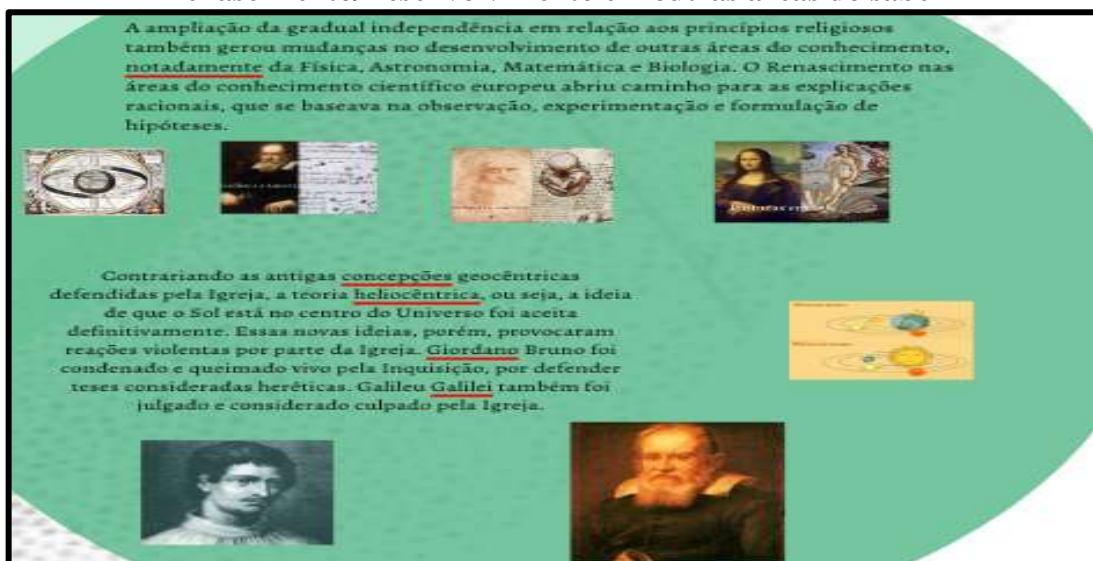 A ampliação da gradual independência em relação aos princípios religiosos
também gerou mudanças no desenvolvimento de outras áreas do conhecimento,
notadamente da Física, Astronomia, Matemática e Biologia. O Renascimento nas
áreas do conhecimento científico europeu abriu caminho para as explicações
racionais, que se baseava na observação, experimentação e formulação de
hipóteses.
Contrariando as antigas concepções geocêntricas
defendidas pela Igreja, a teoria heliocêntrica, ou seja, a ideia
de que o Sol está no centro do Universo foi aceita
definitivamente. Essas novas ideias, porém, provocaram
reações violentas por parte da Igreja. Giordano Bruno foi
condenado e queimado vivo pela Inquisição, por defender
teses consideradas heréticas. Galileu Galilei também foi
julgado e considerado culpado pela Igreja.